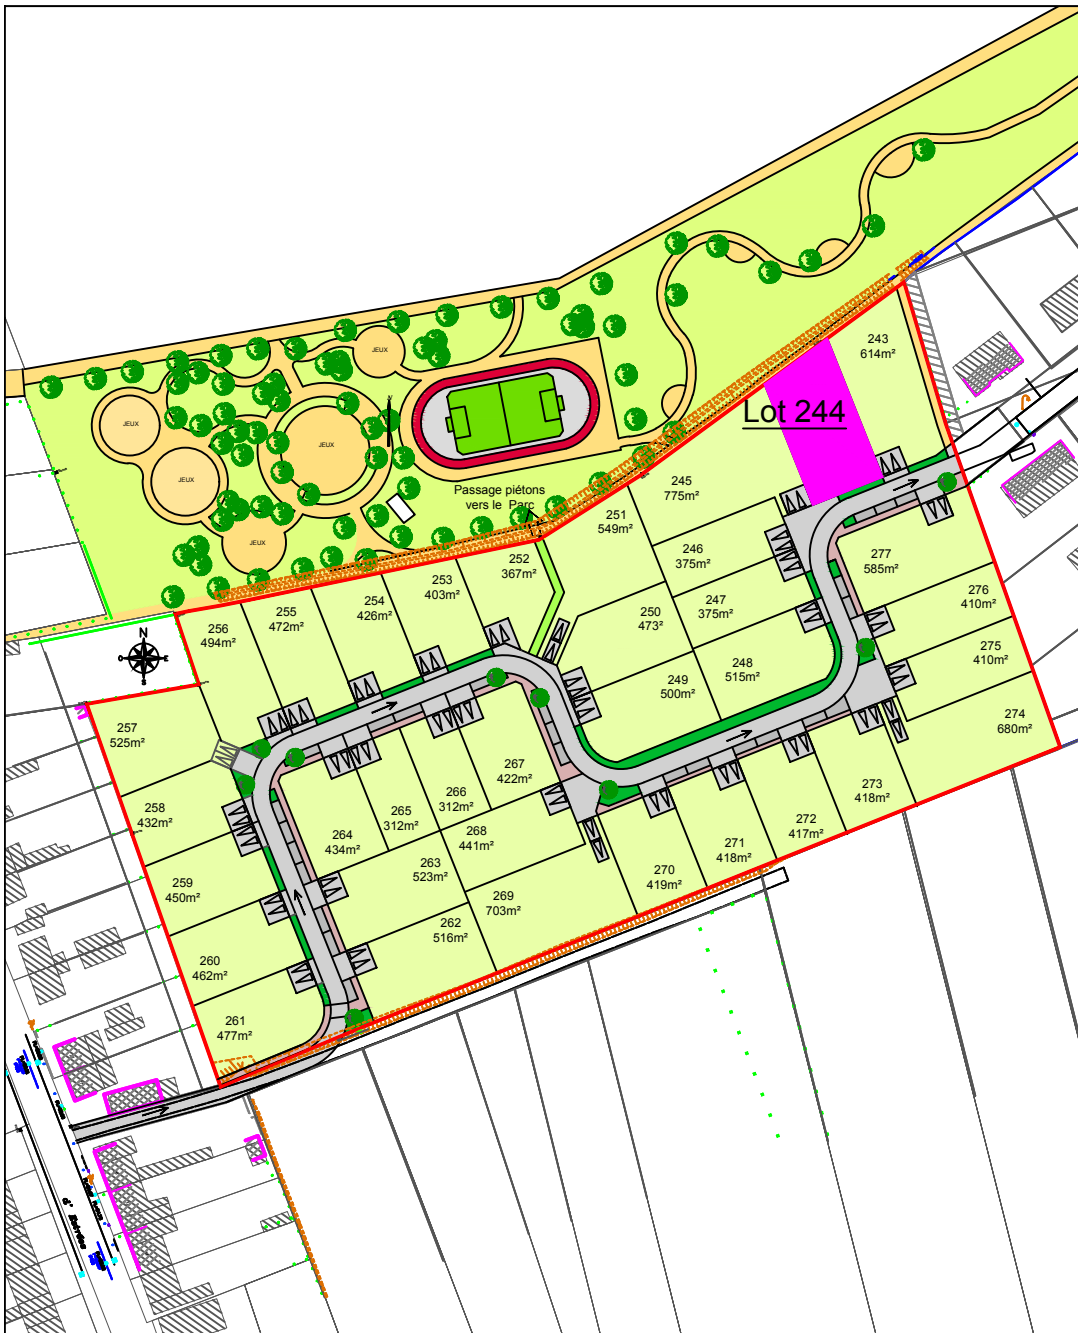 243
614m²
JEUX
JEUX
Lot 244
JEUX
JEUX
245
775m²
Passage piétons
vers le Parc
251
549m²
246
375m²
252
367m²
277
585m²
253
403m²
247
375m²
276
410m²
254
426m²
255
472m²
250
473²
256
494m²
N
E
S
275
410m²
248
515m²
249
500m²
274
680m²
257
525m²
267
422m²
273
418m²
266
312m²
258
432m²
265
312m²
272
417m²
264
434m²
268
441m²
271
418m²
263
523m²
270
419m²
259
450m²
269
703m²
262
516m²
260
462m²
261
477m²
JEUX